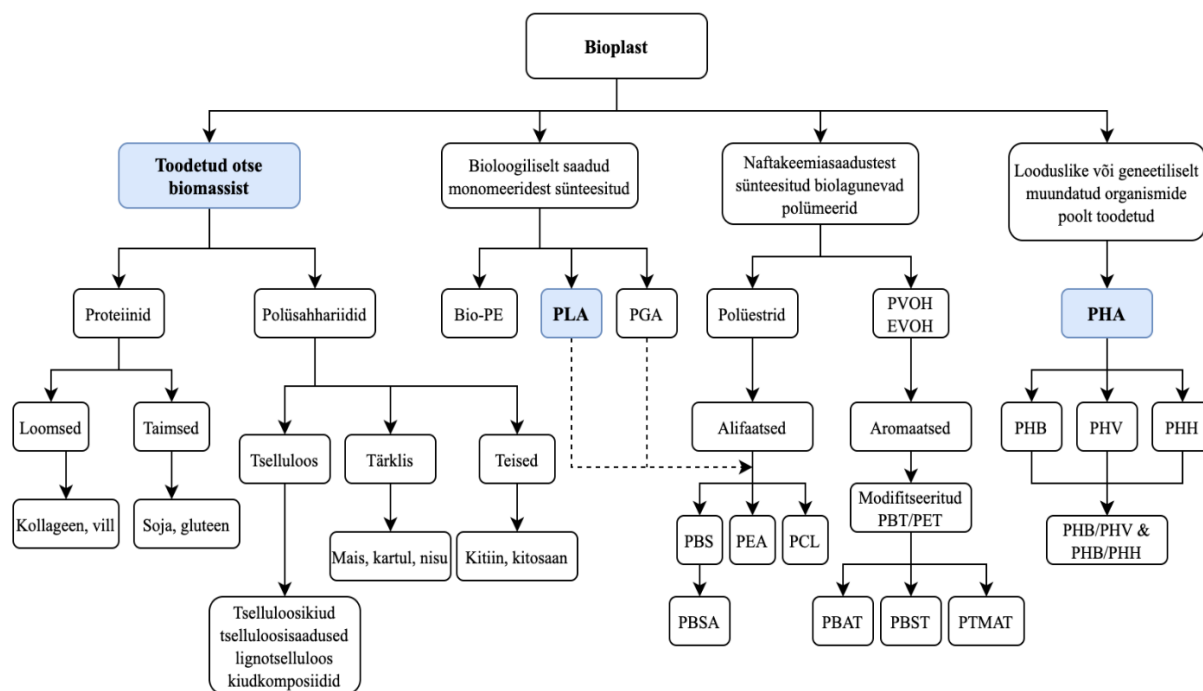 Bioplast
Toodetud otse
biomassist
Bioloogiliselt saadud
monomeeridest sünteesitud
Naftakeemiasaadustest
sünteesitud biolagunevad
polümeerid
Looduslike või geneetiliselt
muundatud organismide
poolt toodetud
Proteiinid
Polüsahhariidid
Bio-PE
PLA
PGA
Polüestrid
PVOH
EVOH
PHA
Loomsed
Taimsed
Tselluloos
Tärklis
Teised
Alifaatsed
Aromaatsed
PHB
PHV
PHH
Kollageen, vill
Soja, gluteen
Mais, kartul, nisu
Kitiin, kitosaan
PBS
PEA
PCL
Modifitseeritud
PBT/PET
PHB/PHV &
PHB/PHH
Tselluloosikiud
tselluloosisaadused
lignotselluloos
kiudkomposiidid
PBSA
PBAT
PBST
PTMAT